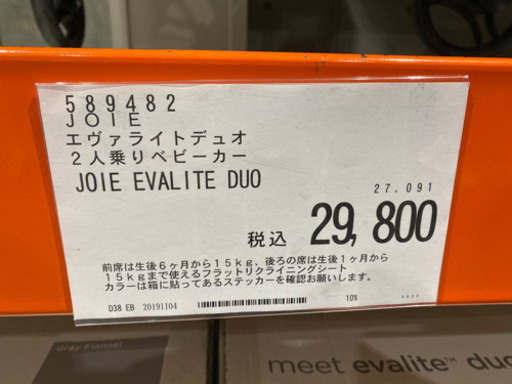 589482
JOIE
エヴァライトデュオ
2人乗りベビーカー
JOIE EVALITE DUO
27.091
税込 29,800
前席は生後6ヶ月から15kg、後ろの席は生後1ヶ月から
15kgまで使えるフラットリクライニングシート
カラーは箱に貼ってあるステッカーを確認お願いします。
D38 EB 20191104
10%
Gray Flannel
meet evalite™ duo